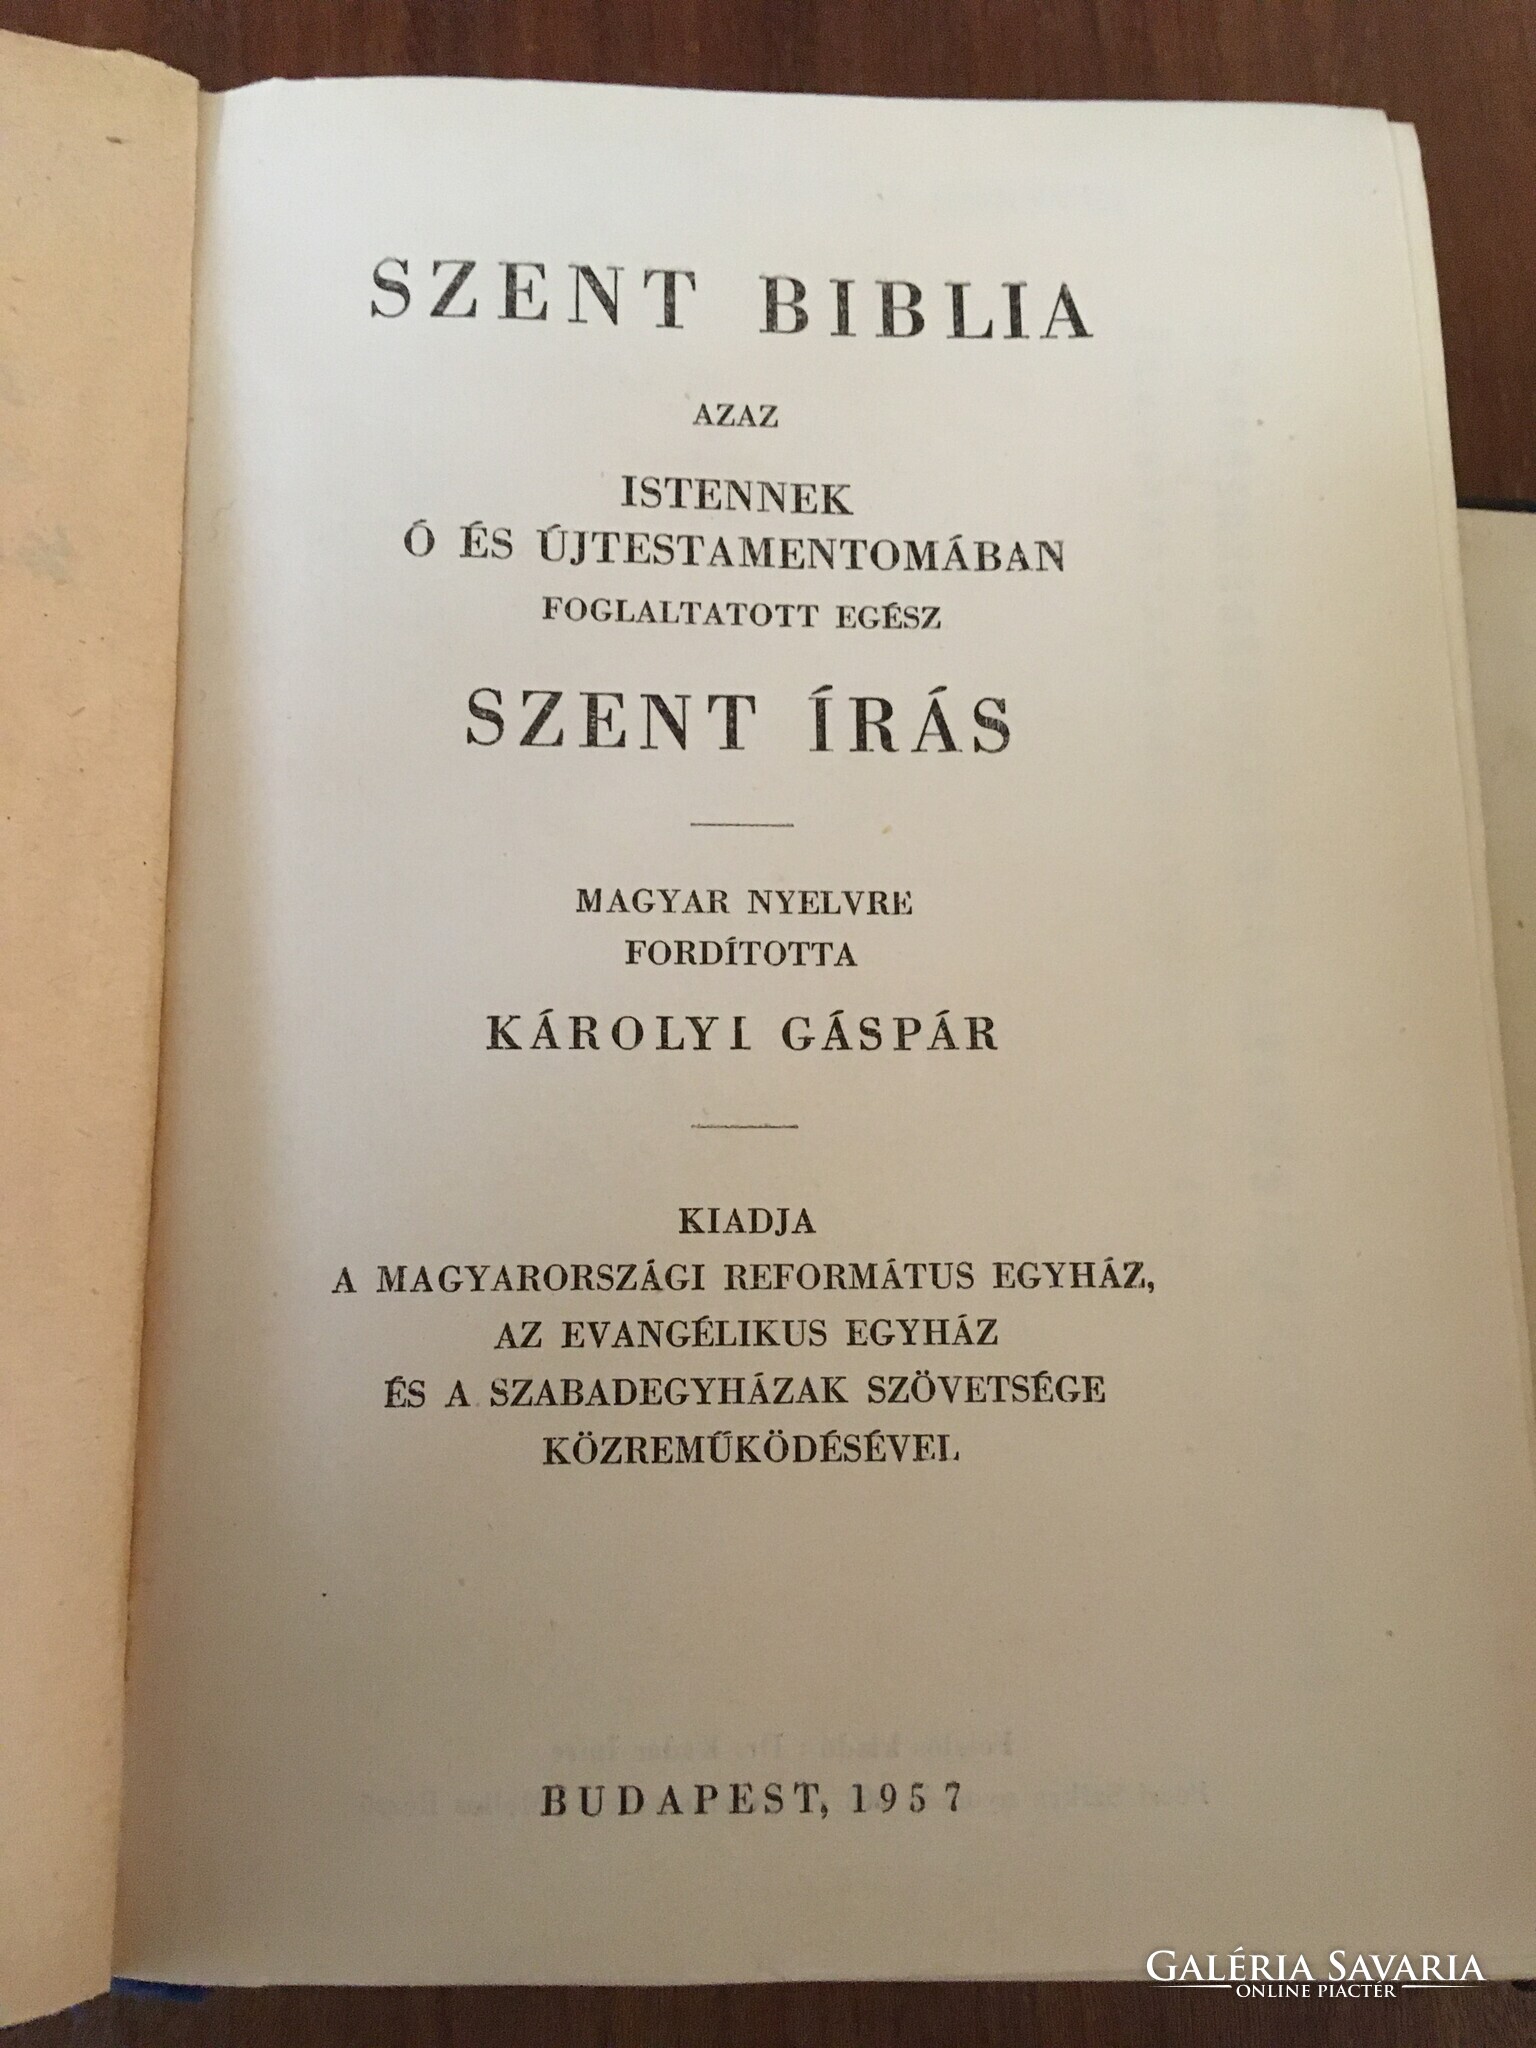 SZENT BIBLIA
AZAZ
ISTENNEK
Ó ÉS ÚJTESTAMENTOMÁBAN
FOGLALTATOTT EGÉSZ
SZENT ÍRÁS
MAGYAR NYELVRE
FORDÍTOTTA
KÁROLYI GÁSPÁR
KIADJA
A MAGYARORSZÁGI REFORMÁTUS EGYHÁZ,
AZ EVANGÉLIKUS EGYHÁZ
ÉS A SZABADEGYHÁZAK SZÖVETSÉGE
KÖZREMŰKÖDÉSÉVEL
BUDAPEST, 1957
GALÉRIA SAVARIA
ONLINE PIACTÉR